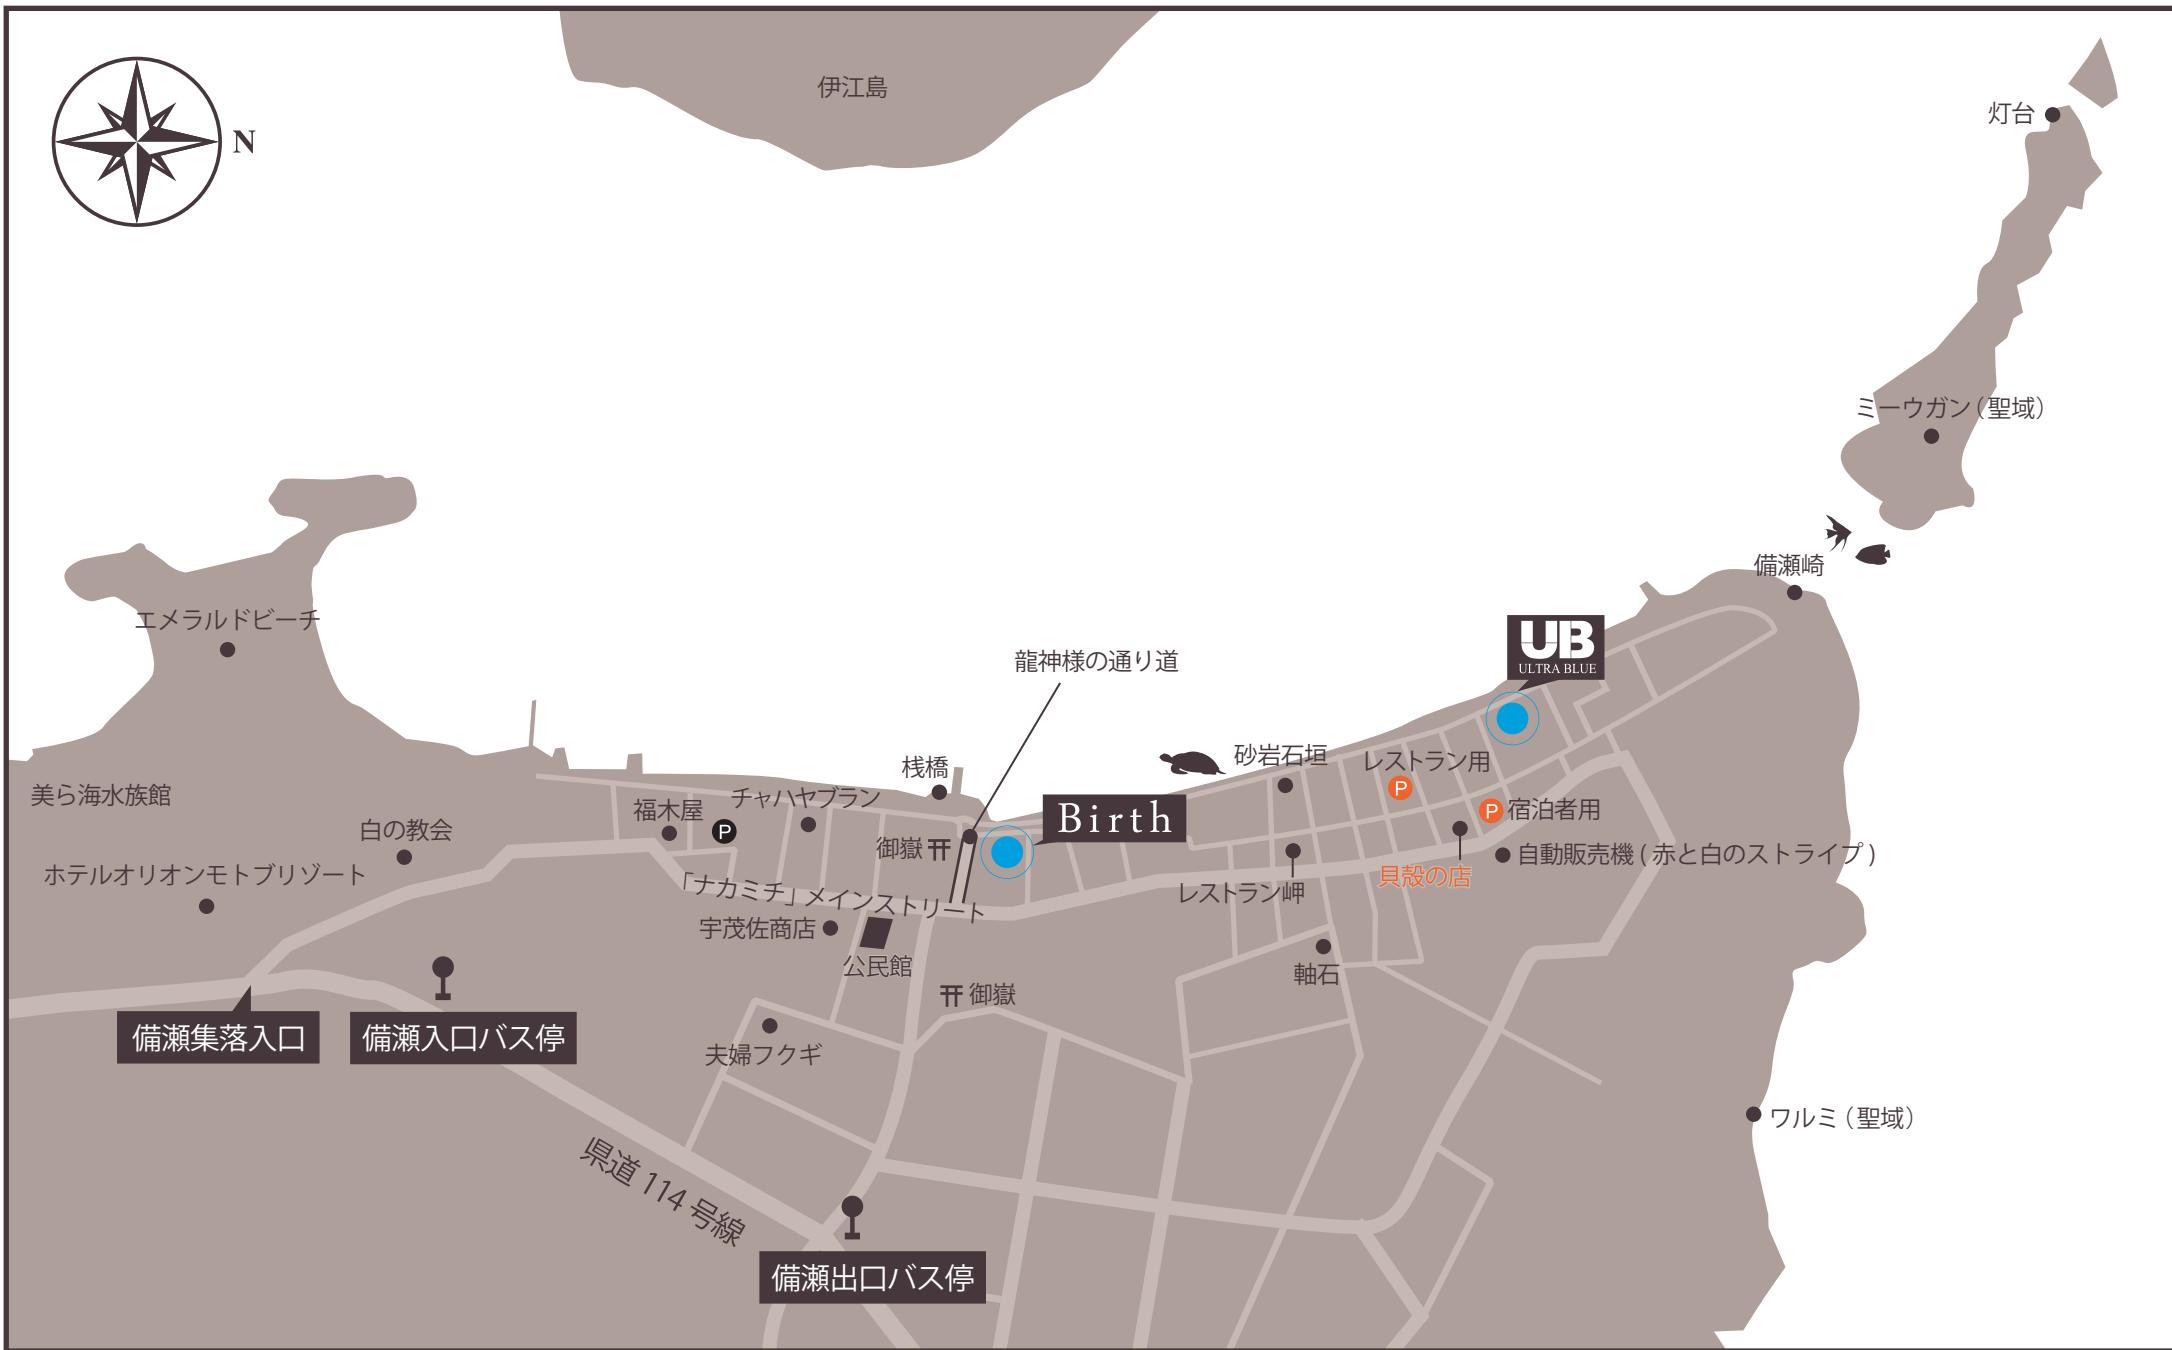 伊江島
灯台
N
ミーウガン（聖域）
備瀬崎
エメラルドビーチ
UB
ULTRA BLUE
龍神様の通り道
砂岩石垣
レストラン用
P
桟橋
美ら海水族館
チャハヤブラン
福木屋
P
Birth
P
宿泊者用
白の教会
御嶽
自動販売機(赤と白のストライプ)
ホテルオリオンモトブリゾート
貝殻の店
「ナカミチ」メインストリート
レストラン岬
宇茂佐商店
公民館
軸石
御嶽
備瀬集落入口
備瀬入口バス停
夫婦フクギ
ワルミ（聖域）
県道114号線
備瀬出口バス停